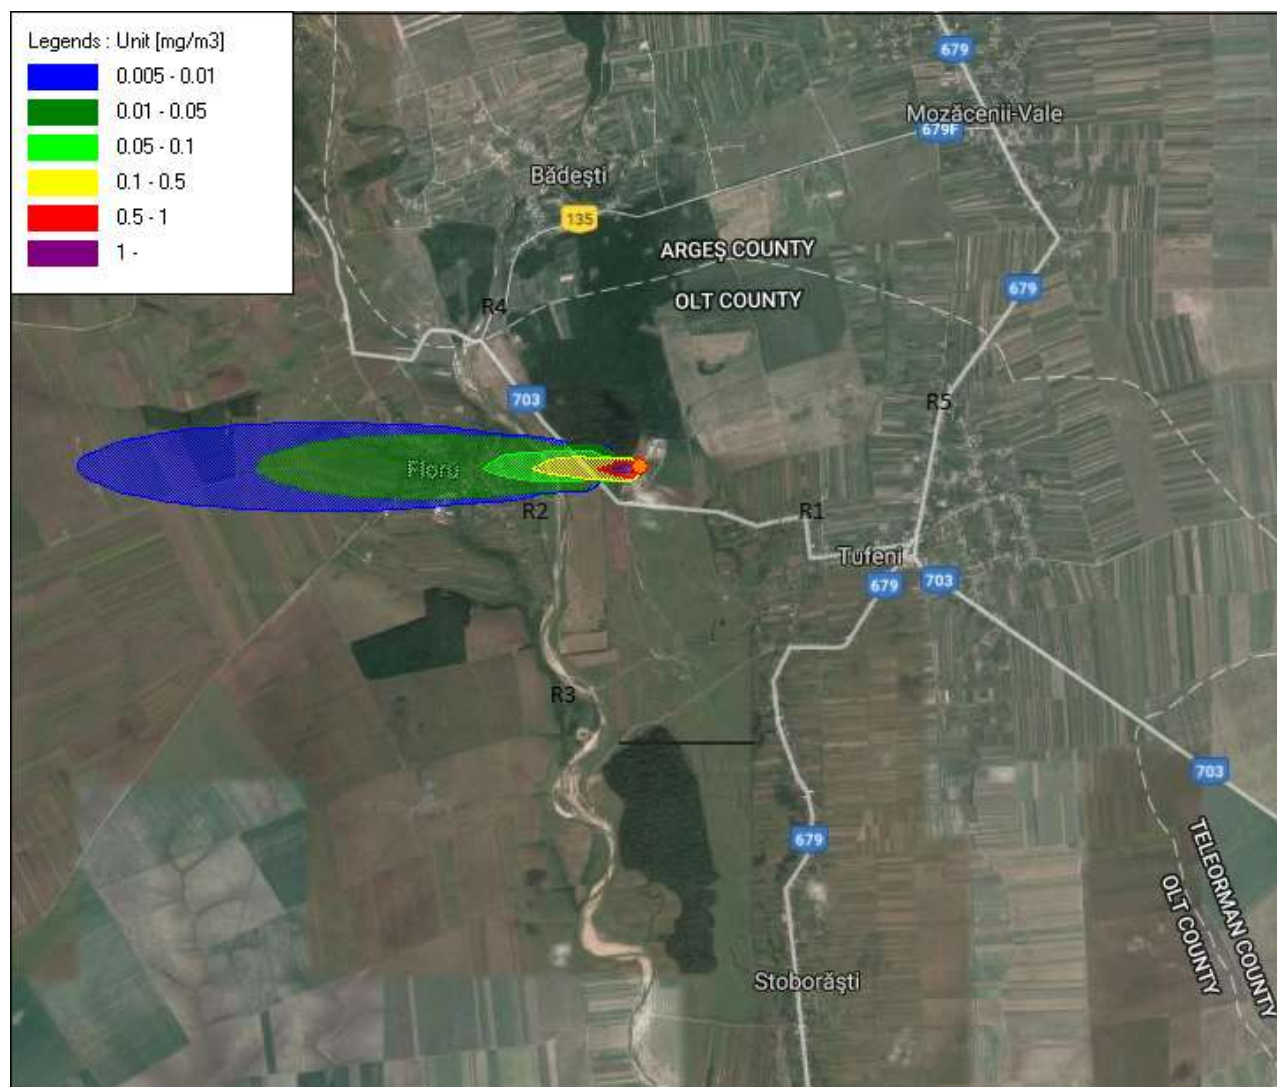 Legends : Unit [mg/m3]
0.005 - 0.01
0.01 - 0.05
0.05 - 0.1
0.1 - 0.5
0.5 - 1
1 -
679
Mozăcenii-Vale
679F
Bădești
135
ARGEȘ COUNTY
OLT COUNTY
679
R4
703
R5
Floru
R2
R1
Tufeni
679
703
R3
703
679
TELEORMAN COUNTY
OLT COUNTY
Stoborăști